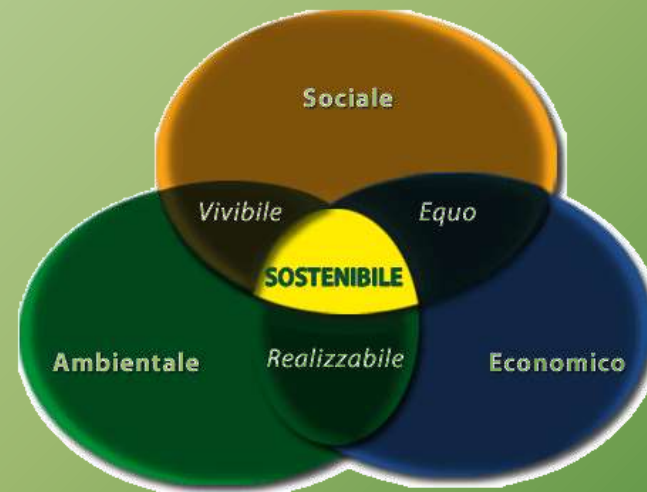 Sociale
Vivibile
Equo
SOSTENIBILE
Ambientale
Realizzabile
Economico